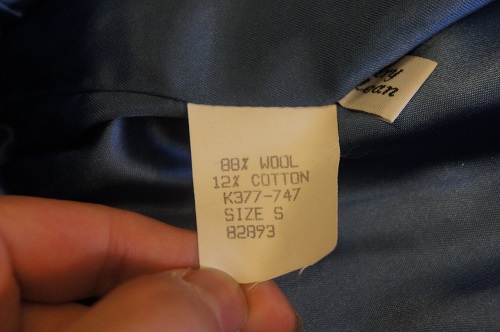 88% WOOL
12% COTTON
K377-747
SIZE S
82893